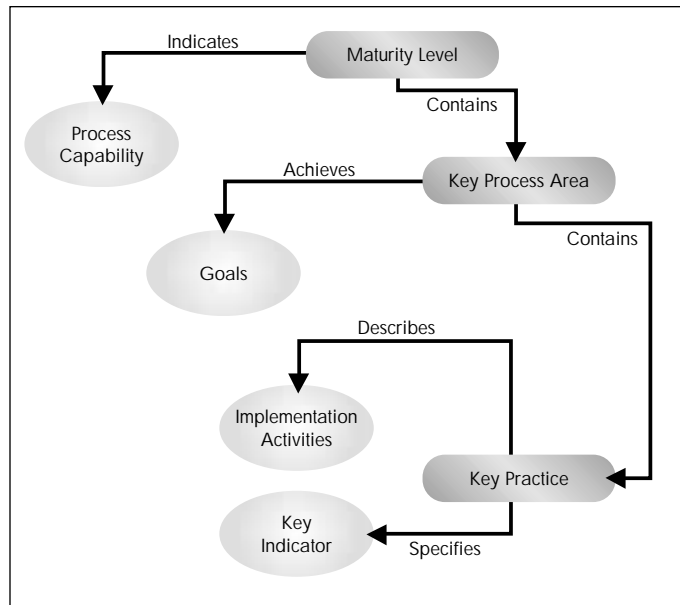 Indicates
Maturity Level
Contains
Process
Capability
Achieves
Key Process Area
Contains
Goals
Describes
Implementation
Activities
Key Practice
Key
Indicator
Specifies